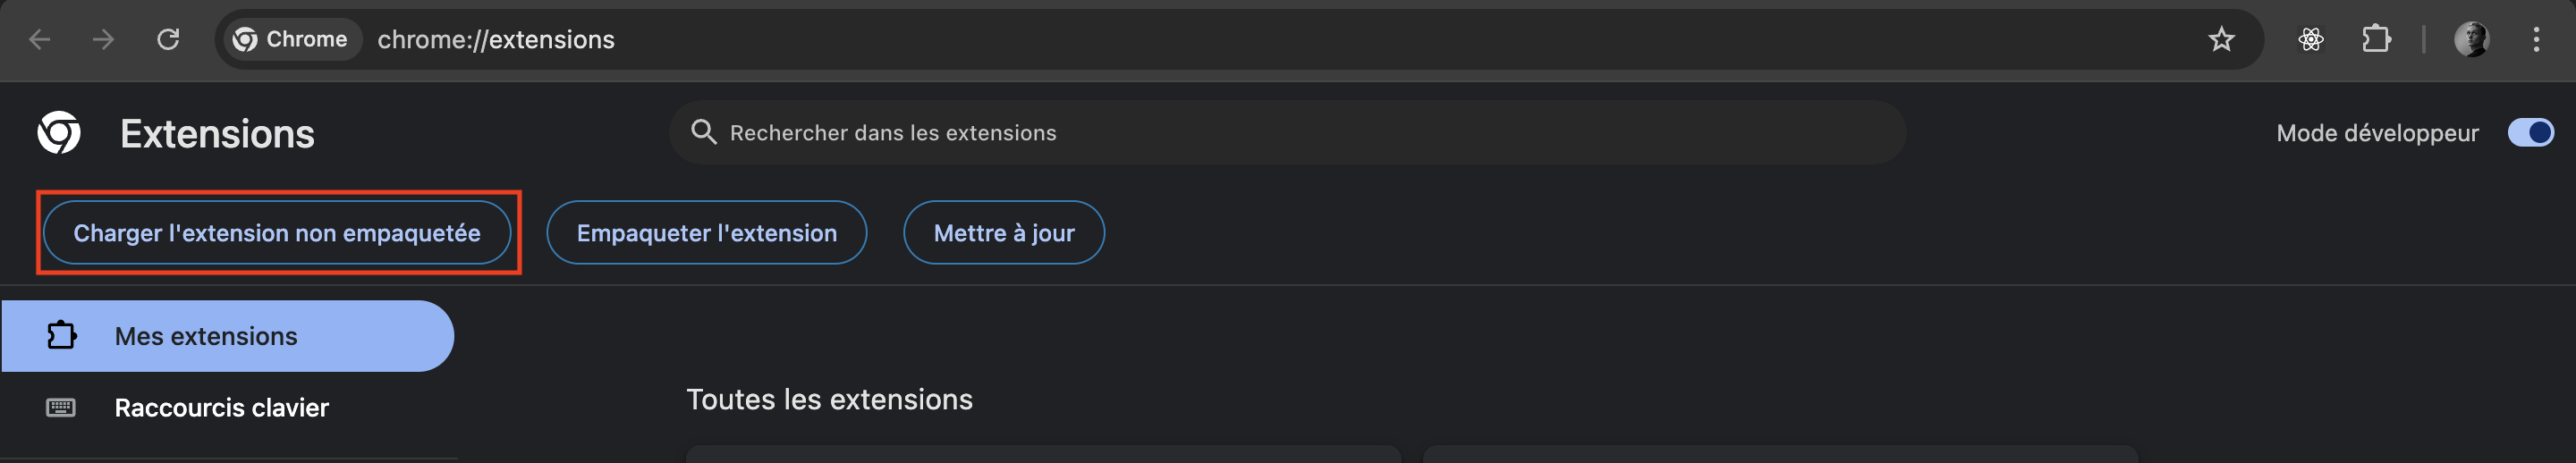 Chrome chrome://extensions
Extensions
Rechercher dans les extensions
Mode développeur
Charger l'extension non empaquetée
Empaqueter l'extension
Mettre à jour
Mes extensions
Raccourcis clavier
Toutes les extensions